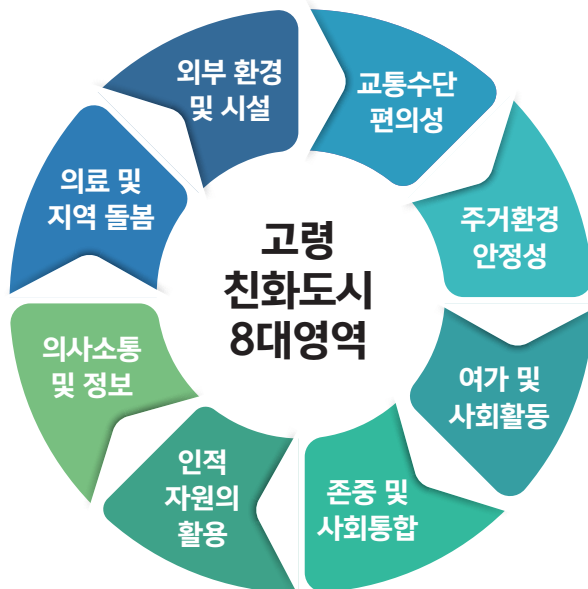 고령
친화도시
8대영역
외부 환경
및 시설
교통수단
편의성
주거환경
안정성
여가 및
사회활동
존중 및
사회통합
인적
자원의
활용
의사소통
및 정보
의료 및
지역 돌봄